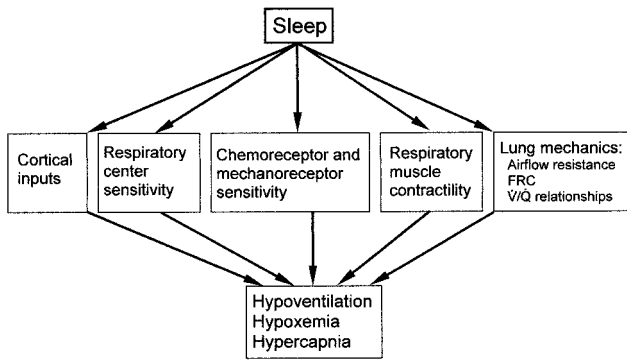 Sleep
Cortical
inputs
Respiratory
center
sensitivity
Chemoreceptor and
mechanoreceptor
sensitivity
Respiratory
muscle
contractility
Lung mechanics:
Airflow resistance
FRC
V̇/Q̇ relationships
Hypoventilation
Hypoxemia
Hypercapnia